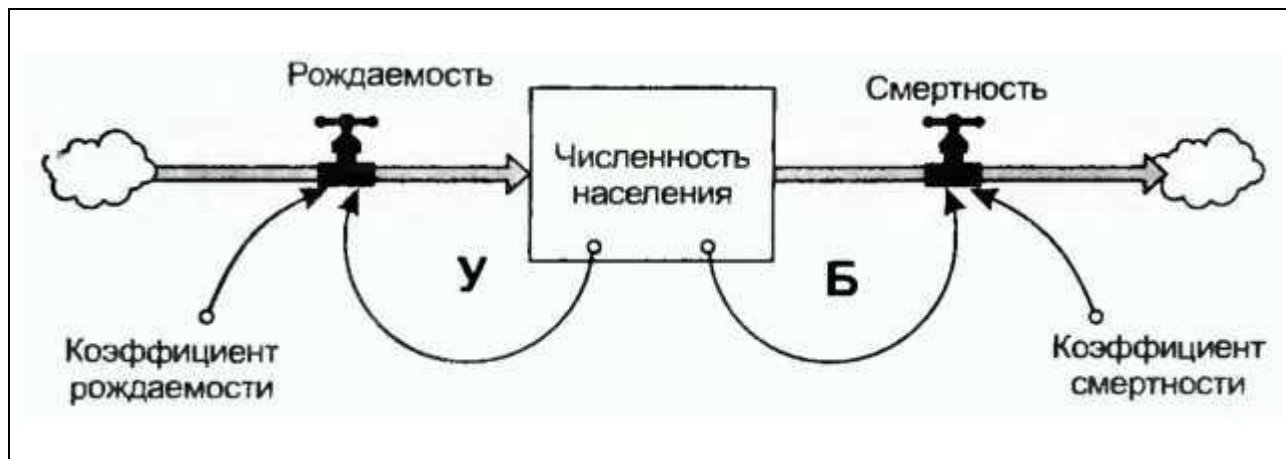 Рождаемость
Смертность
Численность
населения
У
Б
Коэффициент
рождаемости
Коэффициент
смертности